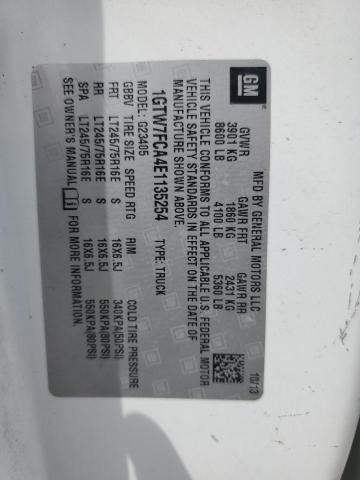 GM
MFD BY GENERAL MOTORS LLC
10/13
GVWR GAWR FRT GAWR RR
3901 KG 1860 KG 2431 KG
8600 LB 4100 LB 5360 LB
THIS VEHICLE CONFORMS TO ALL APPLICABLE U.S. FEDERAL MOTOR
VEHICLE SAFETY STANDARDS IN EFFECT ON THE DATE OF
MANUFACTURE SHOWN ABOVE.
1GTW7FCA4E1135254 TYPE: TRUCK
G23405
GBBV TIRE SIZE SPEED RTG RIM COLD TIRE PRESSURE
FRT LT245/75R16E S 16X6.5J 340KPA(50PSI)
RR LT245/75R16E S 16X6.5J 550KPA(80PSI)
SPA LT245/75R16E S 16X6.5J 550KPA(80PSI)
SEE OWNER'S MANUAL FOR MORE INFORMATION.